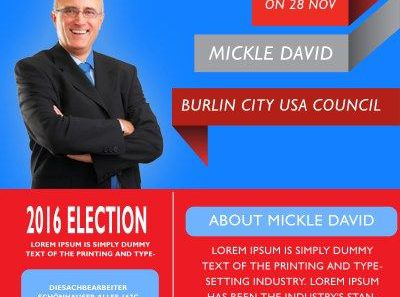 ON 28 NOV
MICKLE DAVID
BURLIN CITY USA COUNCIL
2016 ELECTION
LOREM IPSUM IS SIMPLY DUMMY
TEXT OF THE PRINTING AND TYPE-
DIESACHBEARBEITER
ABOUT MICKLE DAVID
LOREM IPSUM IS SIMPLY DUMMY
TEXT OF THE PRINTING AND TYPE-
SETTING INDUSTRY. LOREM IPSUM
HAS BEEN THE INDUSTRY'S STAN